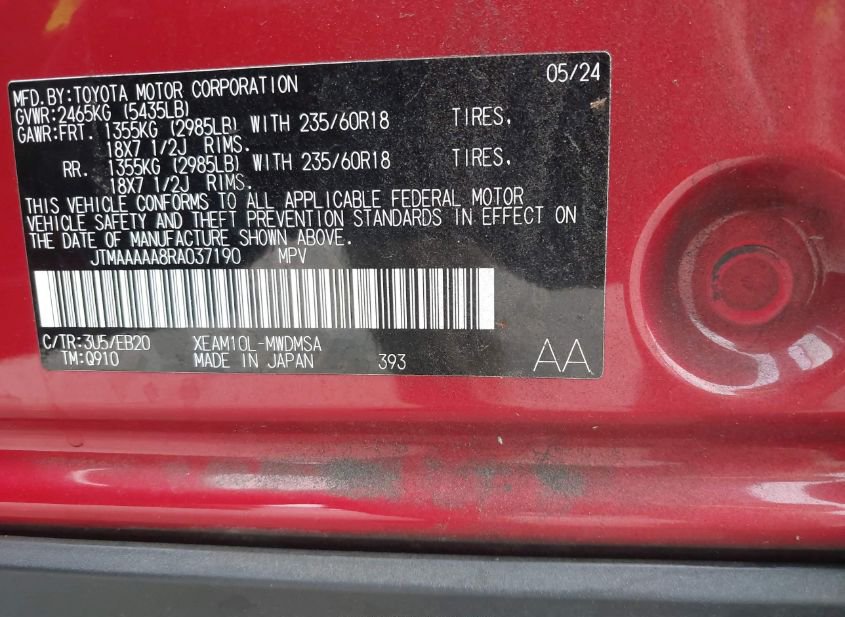 MFD.BY:TOYOTA MOTOR CORPORATION 05/24
GVWR:2465KG (5435LB)
GAWR:FRT. 1355KG (2985LB) WITH 235/60R18 TIRES.
18X7 1/2J RIMS.
RR. 1355KG (2985LB) WITH 235/60R18 TIRES.
18X7 1/2J RIMS.
THIS VEHICLE CONFORMS TO ALL APPLICABLE FEDERAL MOTOR
VEHICLE SAFETY AND THEFT PREVENTION STANDARDS IN EFFECT ON
THE DATE OF MANUFACTURE SHOWN ABOVE.
JTMAAAAA8RA037190 MPV
C/TR:3U5/EB20 XEAM10L-MWDMSA
TM:Q910 MADE IN JAPAN 393 AA